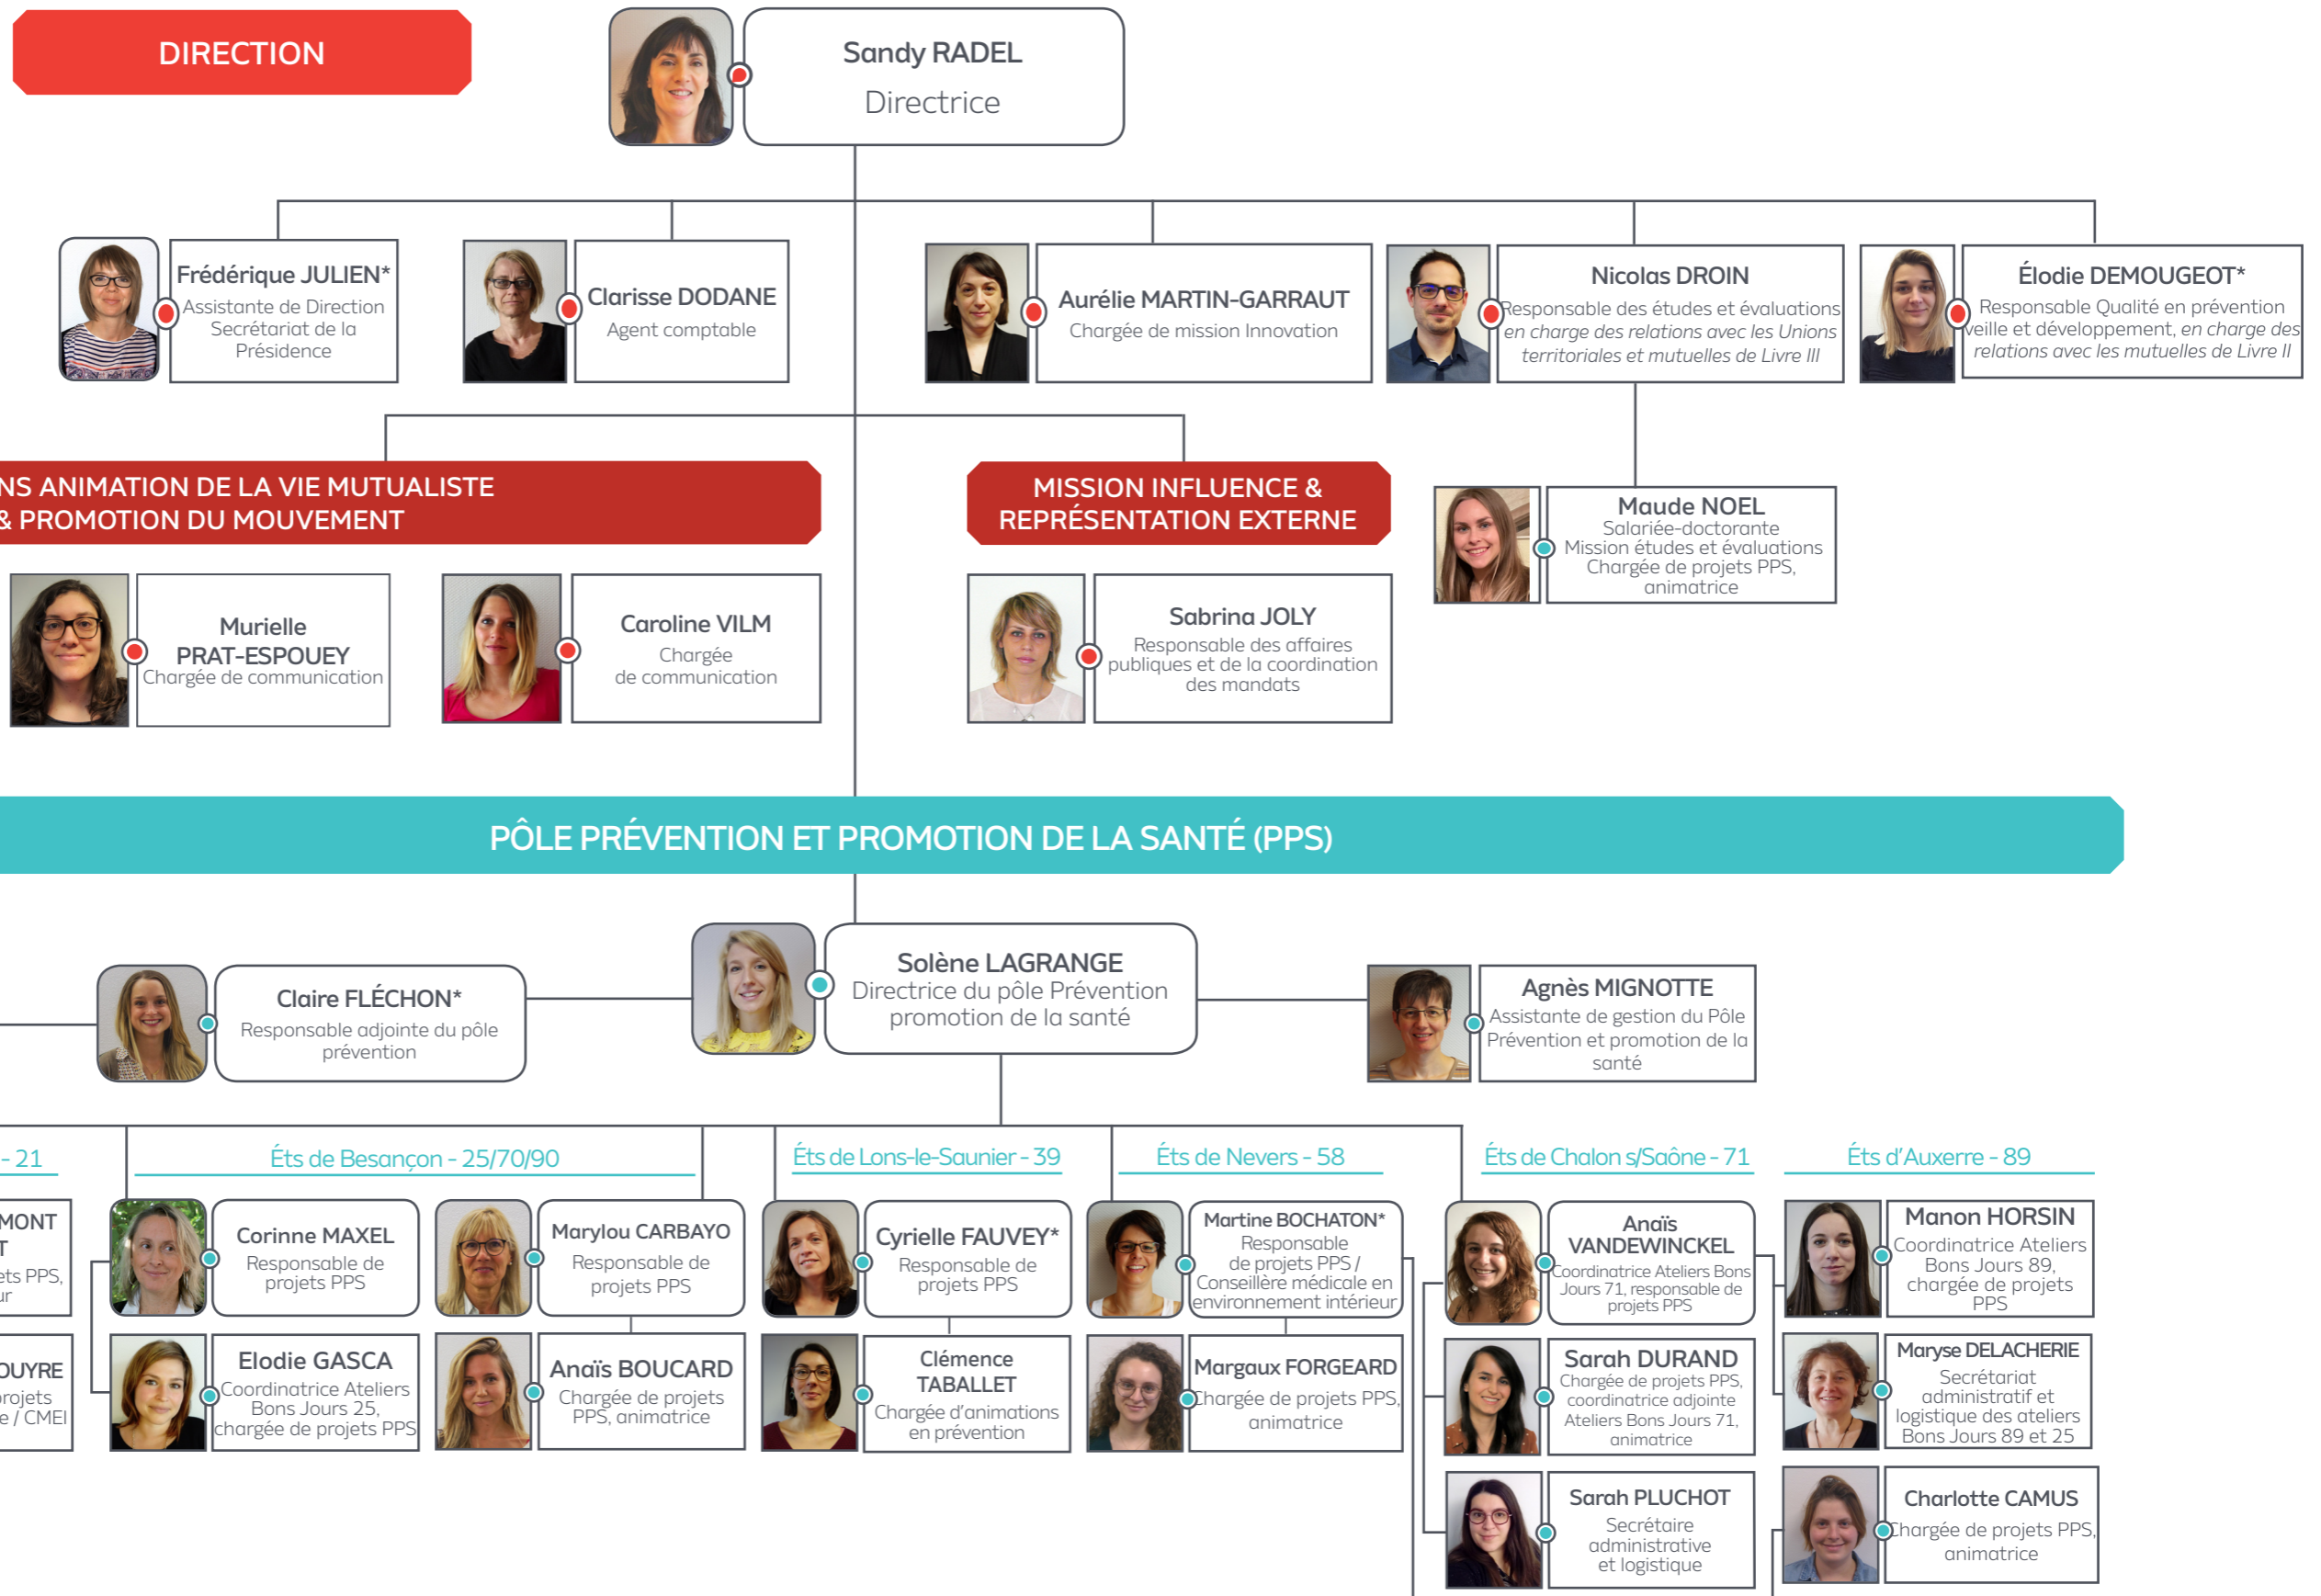 DIRECTION
Sandy RADEL
Directrice
Frédérique JULIEN*
Assistante de Direction
Secrétariat de la
Présidence
Clarisse DODANE
Agent comptable
Aurélie MARTIN-GARRAUT
Chargée de mission Innovation
Nicolas DROIN
Responsable des études et évaluations
en charge des relations avec les Unions
territoriales et mutuelles de Livre III
Élodie DEMOUGEOT*
Responsable Qualité en prévention
veille et développement, en charge des
relations avec les mutuelles de Livre II
NS ANIMATION DE LA VIE MUTUALISTE
& PROMOTION DU MOUVEMENT
MISSION INFLUENCE &
REPRÉSENTATION EXTERNE
Maude NOEL
Salariée-doctorante
Mission études et évaluations
Chargée de projets PPS,
animatrice
Murielle
PRAT-ESPOUEY
Chargée de communication
Caroline VILM
Chargée
de communication
Sabrina JOLY
Responsable des affaires
publiques et de la coordination
des mandats
PÔLE PRÉVENTION ET PROMOTION DE LA SANTÉ (PPS)
Claire FLÉCHON*
Responsable adjointe du pôle
prévention
Solène LAGRANGE
Directrice du pôle Prévention
promotion de la santé
Agnès MIGNOTTE
Assistante de gestion du Pôle
Prévention et promotion de la
santé
- 21
Éts de Besançon - 25/70/90
Éts de Lons-le-Saunier - 39
Éts de Nevers - 58
Éts de Chalon s/Saône - 71
Éts d'Auxerre - 89
MONT
T
ets PPS,
ur
Corinne MAXEL
Responsable de
projets PPS
Marylou CARBAYO
Responsable de
projets PPS
Cyrielle FAUVEY*
Responsable de
projets PPS
Martine BOCHATON*
Responsable
de projets PPS /
Conseillère médicale en
environnement intérieur
Anaïs
VANDEWINCKEL
Coordinatrice Ateliers Bons
Jours 71, responsable de
projets PPS
Manon HORSIN
Coordinatrice Ateliers
Bons Jours 89,
chargée de projets
PPS
OUYRE
rojets
e / CMEI
Elodie GASCA
Coordinatrice Ateliers
Bons Jours 25,
chargée de projets PPS
Anaïs BOUCARD
Chargée de projets
PPS, animatrice
Clémence
TABALLET
Chargée d'animations
en prévention
Margaux FORGEARD
Chargée de projets PPS,
animatrice
Sarah DURAND
Chargée de projets PPS,
coordinatrice adjointe
Ateliers Bons Jours 71,
animatrice
Maryse DELACHERIE
Secrétariat
administratif et
logistique des ateliers
Bons Jours 89 et 25
Sarah PLUCHOT
Secrétaire
administrative
et logistique
Charlotte CAMUS
Chargée de projets PPS,
animatrice